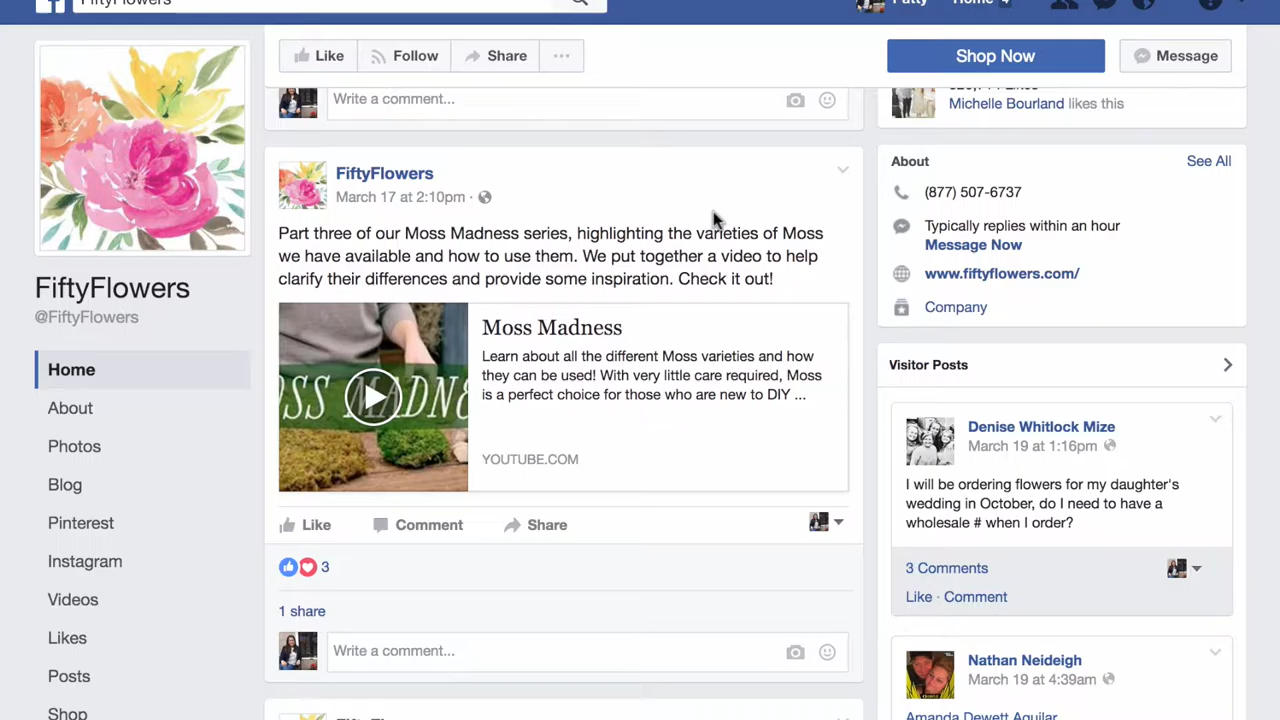 FiftyFlowers
Patty
Home
Like
Follow
Share
Shop Now
Message
Write a comment...
Michelle Bourland likes this
FiftyFlowers
@FiftyFlowers
Home
About
Photos
Blog
Pinterest
Instagram
Videos
Likes
Posts
Shop
FiftyFlowers
March 17 at 2:10pm ·
Part three of our Moss Madness series, highlighting the varieties of Moss
we have available and how to use them. We put together a video to help
clarify their differences and provide some inspiration. Check it out!
OSS MADNE
Moss Madness
Learn about all the different Moss varieties and how
they can be used! With very little care required, Moss
is a perfect choice for those who are new to DIY ...
YOUTUBE.COM
Like
Comment
Share
3
1 share
Write a comment...
About
See All
(877) 507-6737
Typically replies within an hour
Message Now
www.fiftyflowers.com/
Company
Visitor Posts
Denise Whitlock Mize
March 19 at 1:16pm
I will be ordering flowers for my daughter's
wedding in October, do I need to have a
wholesale # when I order?
3 Comments
Like · Comment
Nathan Neideigh
March 19 at 4:39am
Amanda Dewett Aguilar